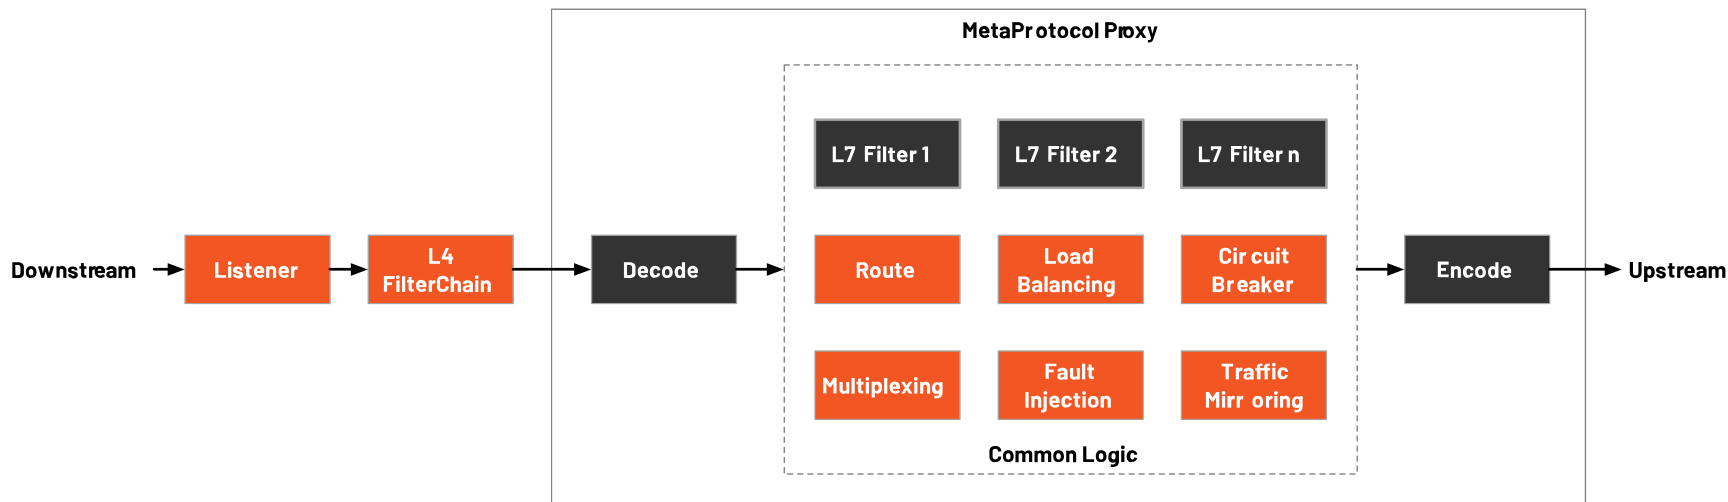 MetaProtocol Proxy
L7 Filter 1
L7 Filter 2
L7 Filter n
Downstream
Listener
L4
FilterChain
Decode
Route
Load
Balancing
Circuit
Breaker
Encode
Upstream
Multiplexing
Fault
Injection
Traffic
Mirroring
Common Logic